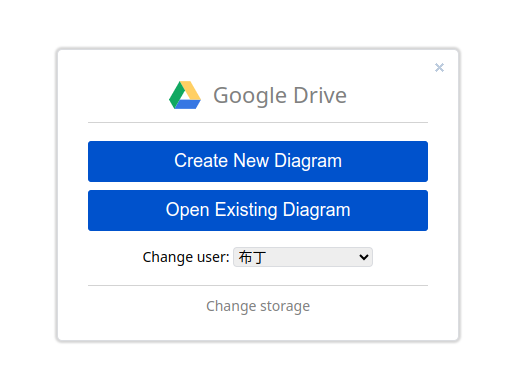 Google Drive
Create New Diagram
Open Existing Diagram
Change user: 布丁
Change storage